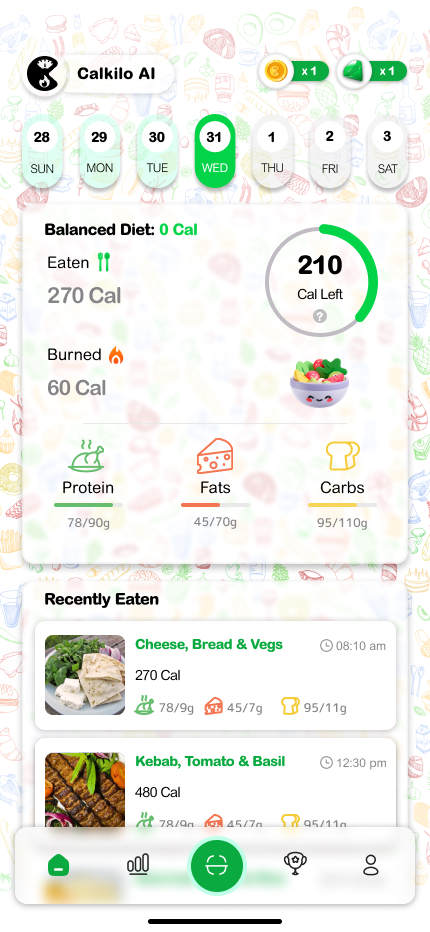 Calkilo AI
x 1
x 1
28 29 30 31 1 2 3
SUN MON TUE WED THU FRI SAT
Balanced Diet: 0 Cal
Eaten
270 Cal
210
Cal Left
?
Burned
60 Cal
Protein Fats Carbs
78/90g 45/70g 95/110g
Recently Eaten
Cheese, Bread & Vegs 08:10 am
270 Cal
78/9g 45/7g 95/11g
Kebab, Tomato & Basil 12:30 pm
480 Cal
78/9g 45/7g 95/11g